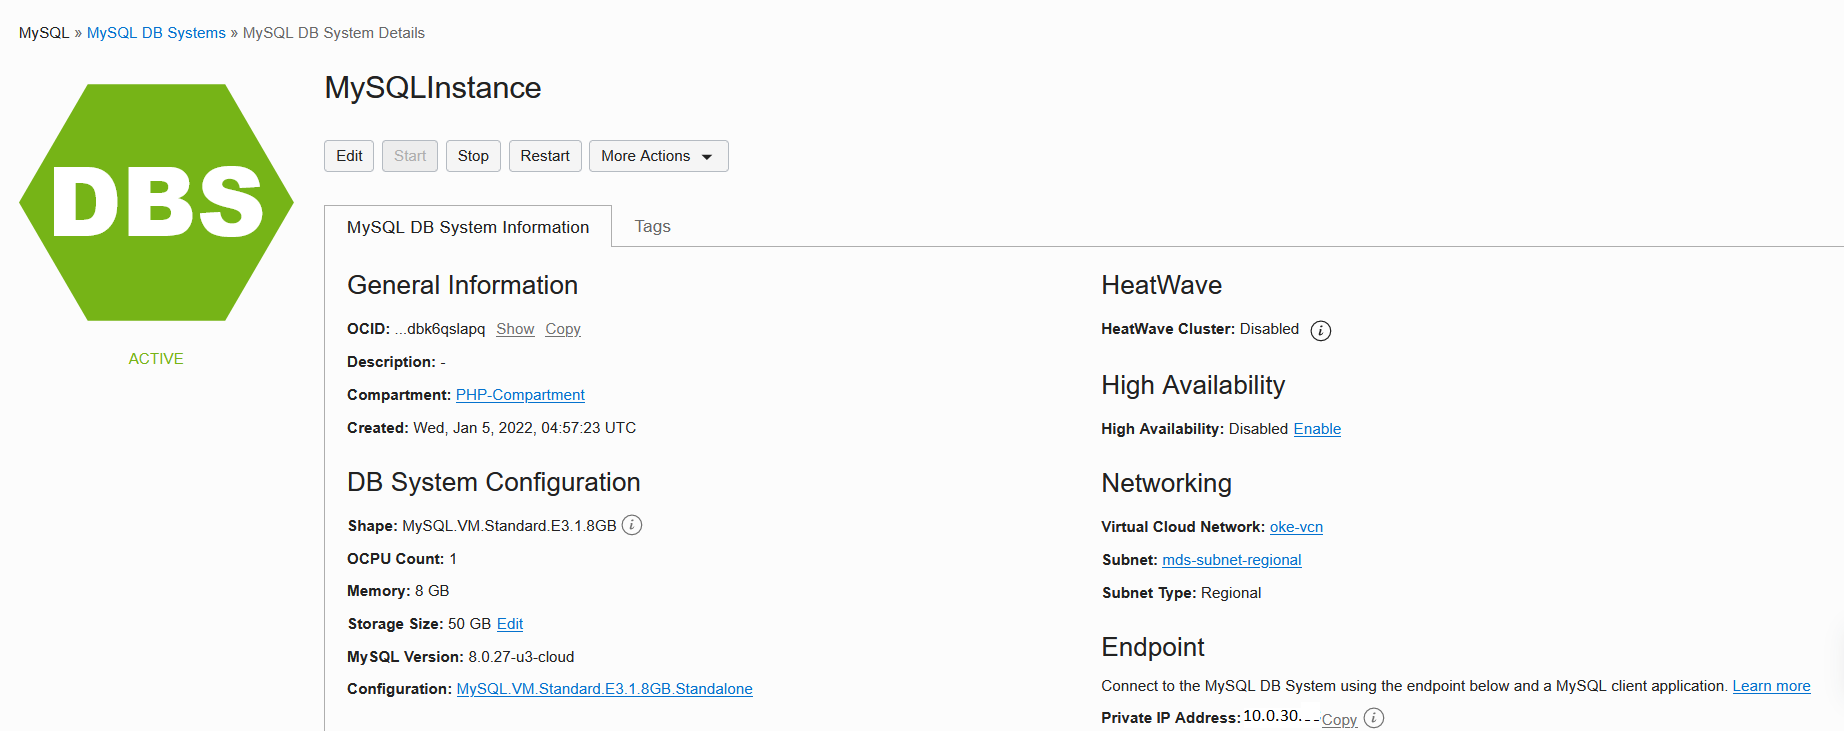 MySQL » MySQL DB Systems » MySQL DB System Details
DBS
ACTIVE
MySQLInstance
Edit Start Stop Restart More Actions
MySQL DB System Information Tags
General Information
OCID: ...dbk6qslapq Show Copy
Description: -
Compartment: PHP-Compartment
Created: Wed, Jan 5, 2022, 04:57:23 UTC
DB System Configuration
Shape: MySQL.VM.Standard.E3.1.8GB i
OCPU Count: 1
Memory: 8 GB
Storage Size: 50 GB Edit
MySQL Version: 8.0.27-u3-cloud
Configuration: MySQL.VM.Standard.E3.1.8GB.Standalone
HeatWave
HeatWave Cluster: Disabled i
High Availability
High Availability: Disabled Enable
Networking
Virtual Cloud Network: oke-vcn
Subnet: mds-subnet-regional
Subnet Type: Regional
Endpoint
Connect to the MySQL DB System using the endpoint below and a MySQL client application. Learn more
Private IP Address: 10.0.30.--- Copy i